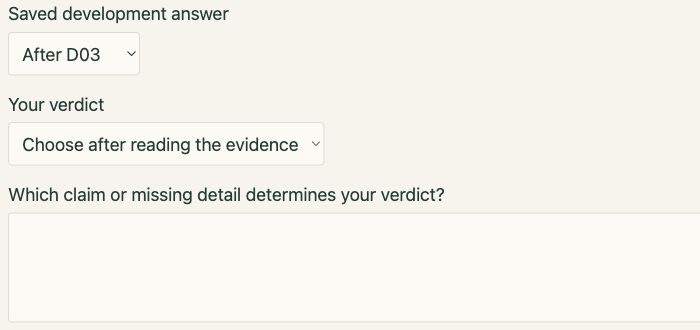 Saved development answer
After D03
Your verdict
Choose after reading the evidence
Which claim or missing detail determines your verdict?